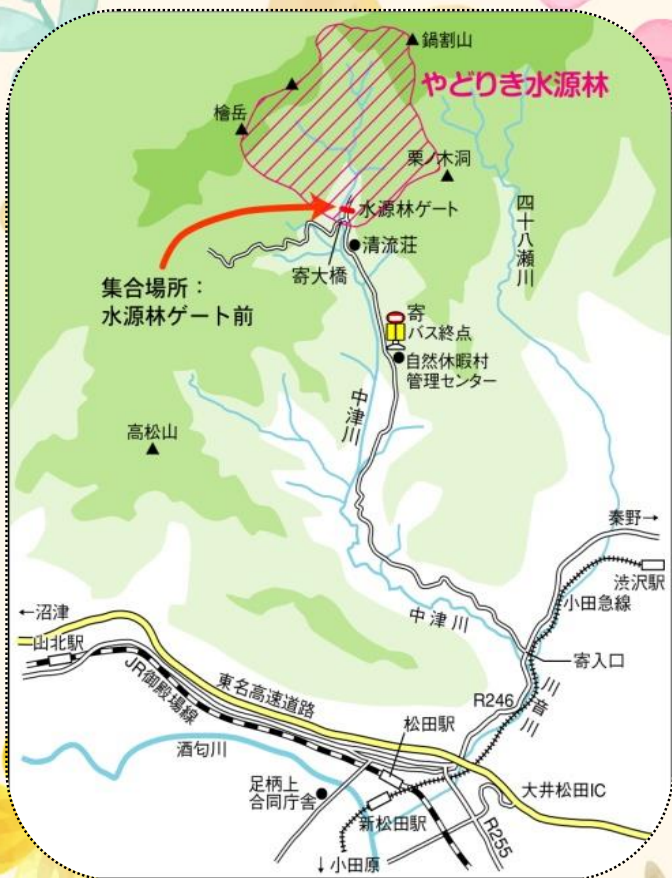 鍋割山
やどりき水源林
檜岳
栗ノ木洞
水源林ゲート
四十八瀬川
清流荘
寄大橋
集合場所：
水源林ゲート前
寄
バス終点
自然休暇村
管理センター
中津川
高松山
秦野→
渋沢駅
小田急線
中津川
←沼津
山北駅
寄入口
JR御殿場線
東名高速道路
川音川
R246
松田駅
酒匂川
足柄上
合同庁舎
大井松田IC
新松田駅
R255
↓小田原